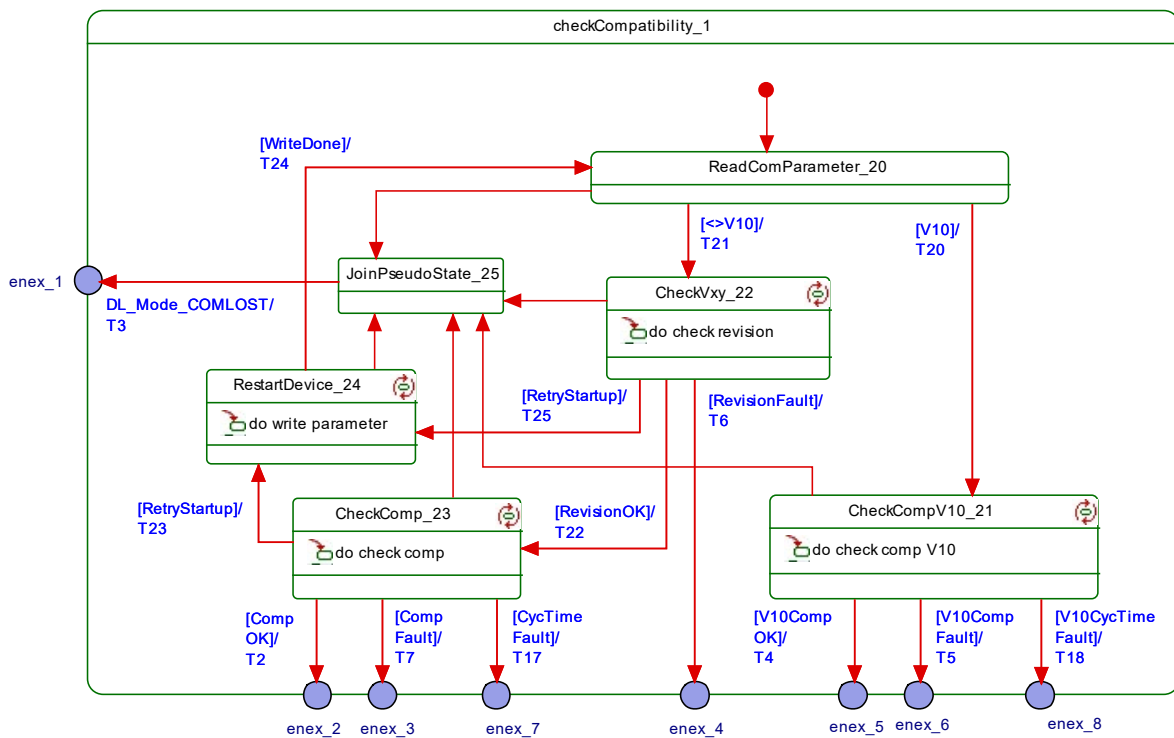 checkCompatibility_1
[WriteDone]/
T24
ReadComParameter_20
[<>V10]/
T21
[V10]/
T20
enex_1
DL_Mode_COMLOST/
T3
JoinPseudoState_25
CheckVxy_22
do check revision
RestartDevice_24
do write parameter
[RetryStartup]/
T25
[RevisionFault]/
T6
[RetryStartup]/
T23
CheckComp_23
do check comp
[RevisionOK]/
T22
CheckCompV10_21
do check comp V10
[Comp
OK]/
T2
[Comp
Fault]/
T7
[CycTime
Fault]/
T17
[V10Comp
OK]/
T4
[V10Comp
Fault]/
T5
[V10CycTime
Fault]/
T18
enex_2
enex_3
enex_7
enex_4
enex_5
enex_6
enex_8